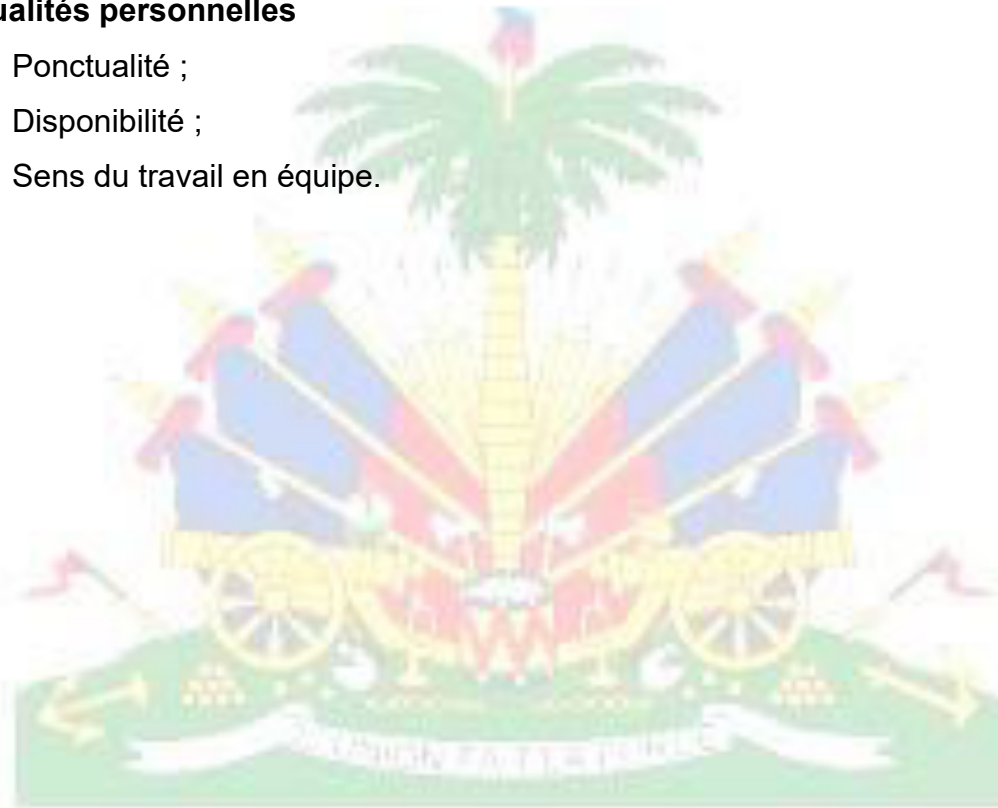 ualités personnelles
Ponctualité ;
Disponibilité ;
Sens du travail en équipe.